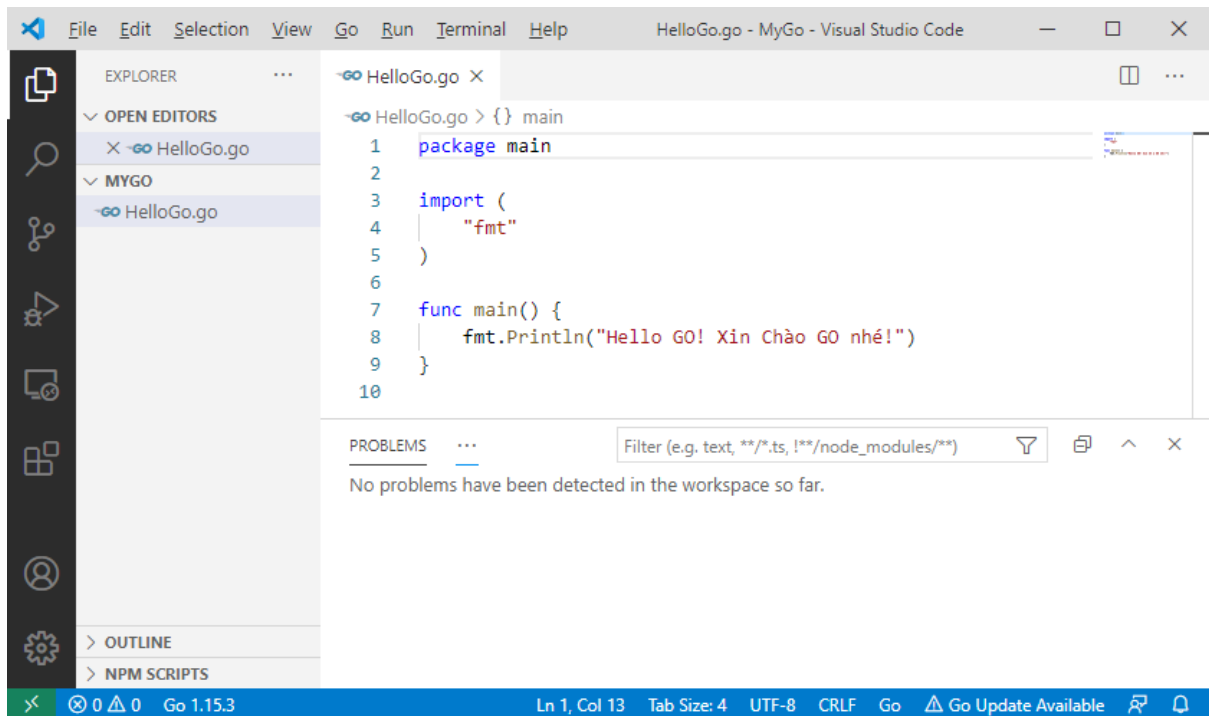 File Edit Selection View Go Run Terminal Help HelloGo.go - MyGo - Visual Studio Code
EXPLORER
OPEN EDITORS
GO HelloGo.go
MYGO
GO HelloGo.go
OUTLINE
NPM SCRIPTS
GO HelloGo.go
GO HelloGo.go > {} main
1 package main
2
3 import (
4 "fmt"
5 )
6
7 func main() {
8 fmt.Println("Hello GO! Xin Chào GO nhé!")
9 }
10
PROBLEMS ... Filter (e.g. text, **/*.ts, !**/node_modules/**)
No problems have been detected in the workspace so far.
0 0 Go 1.15.3 Ln 1, Col 13 Tab Size: 4 UTF-8 CRLF Go Go Update Available